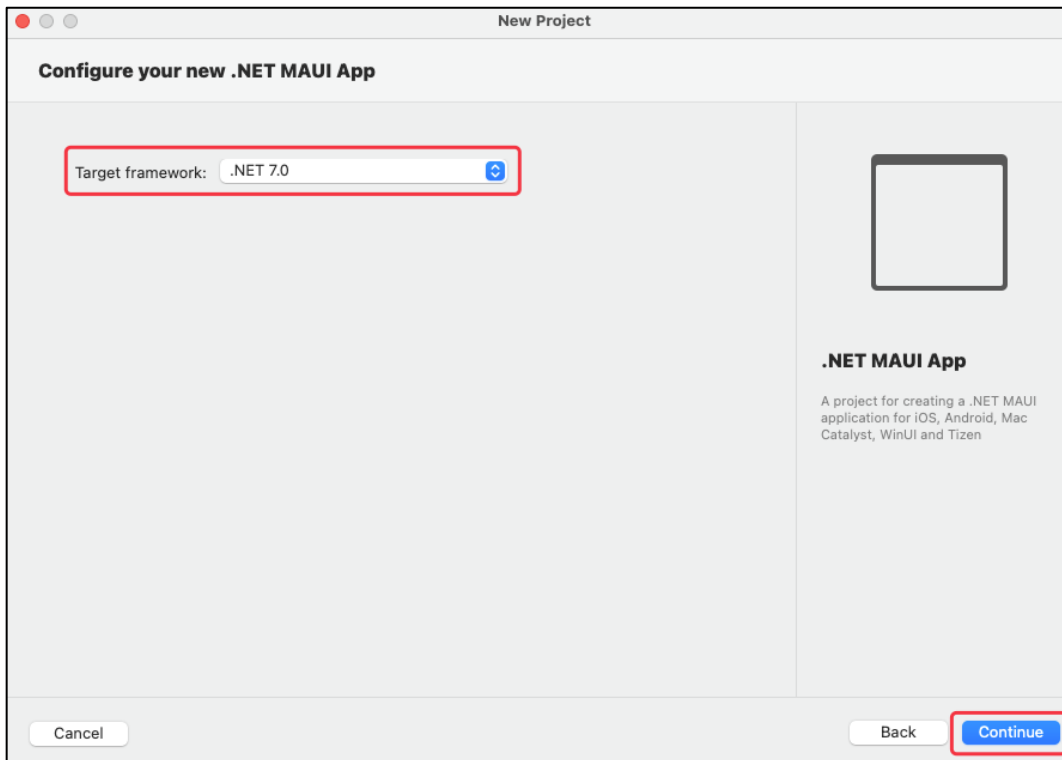 New Project
Configure your new .NET MAUI App
Target framework: .NET 7.0
.NET MAUI App
A project for creating a .NET MAUI
application for iOS, Android, Mac
Catalyst, WinUI and Tizen
Cancel
Back
Continue